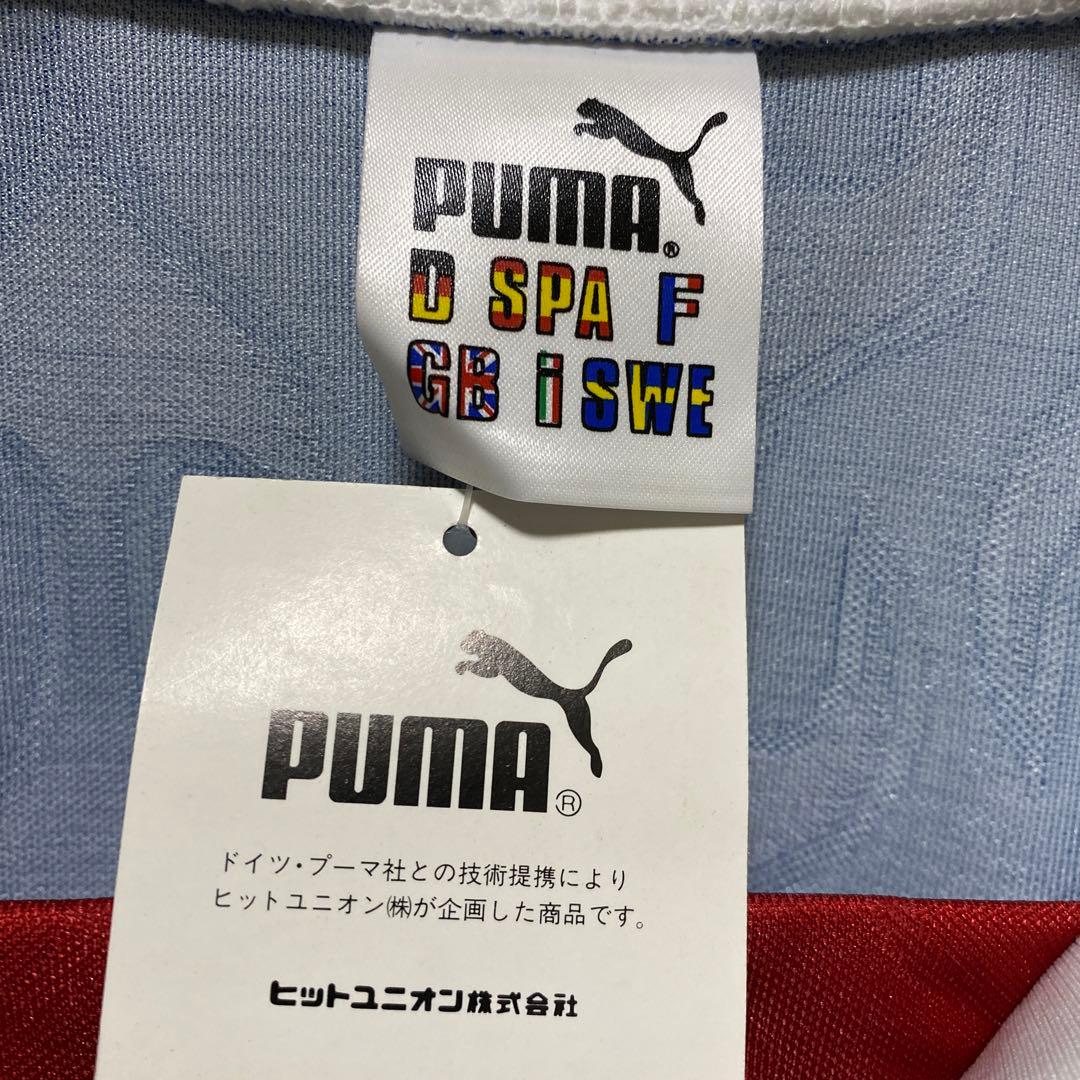 PUMA®
D SPA F
GB i SWE
PUMA®
ドイツ・プーマ社との技術提携により
ヒットユニオン㈱が企画した商品です。
ヒットユニオン株式会社